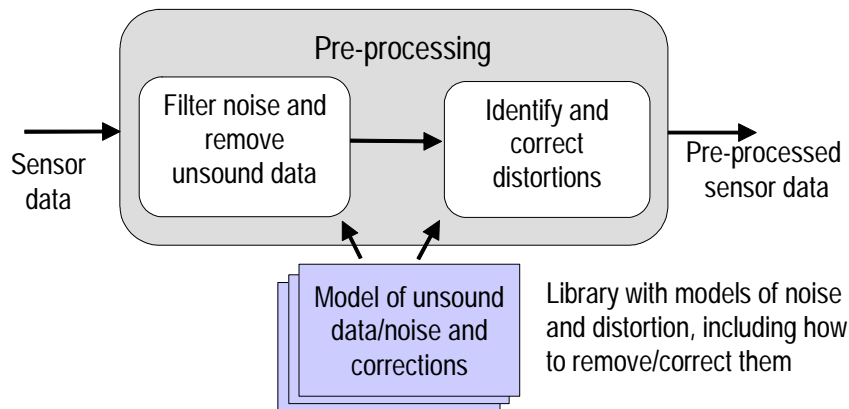 Pre-processing
Filter noise and
remove
unsound data
Identify and
correct
distortions
Sensor
data
Pre-processed
sensor data
Model of unsound
data/noise and
corrections
Library with models of noise
and distortion, including how
to remove/correct them